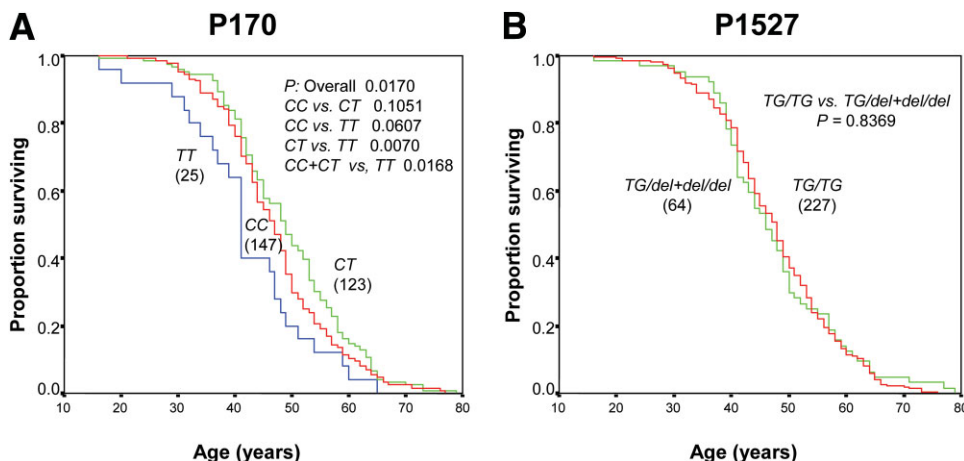 A
P170
Proportion surviving
1.0
0.8
0.6
0.4
0.2
0.0
P: Overall 0.0170
CC vs. CT 0.1051
CC vs. TT 0.0607
CT vs. TT 0.0070
CC+CT vs, TT 0.0168
TT
(25)
CC
(147)
CT
(123)
10 20 30 40 50 60 70 80
Age (years)
B
P1527
Proportion surviving
1.0
0.8
0.6
0.4
0.2
0.0
TG/TG vs. TG/del+del/del
P = 0.8369
TG/del+del/del
(64)
TG/TG
(227)
10 20 30 40 50 60 70 80
Age (years)